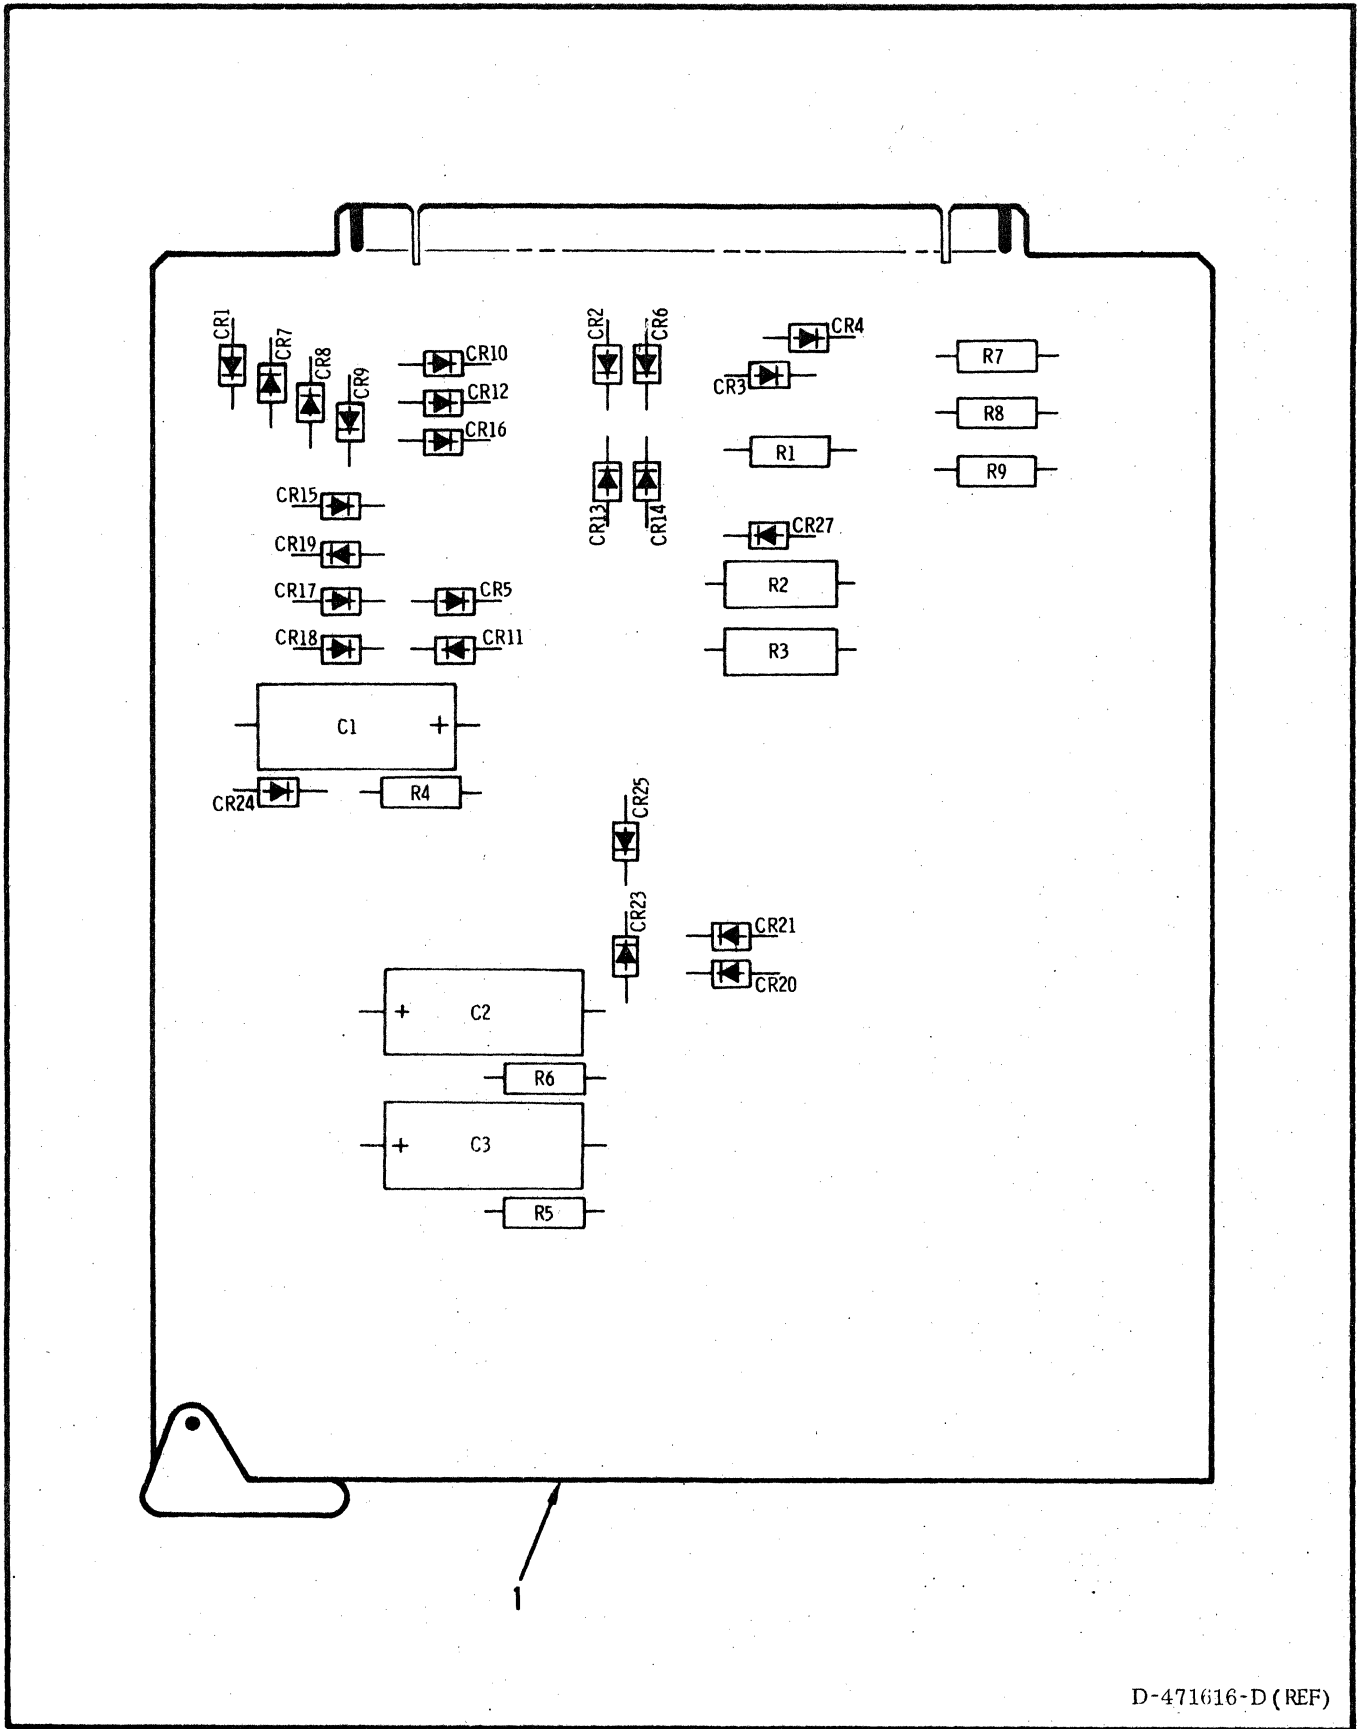 CR1
CR7
CR8
CR9
CR10
CR12
CR16
CR2
CR6
CR4
CR3
R7
R8
R9
R1
CR15
CR19
CR17
CR18
CR5
CR11
CR13
CR14
CR27
R2
R3
C1 +
CR24
R4
CR25
CR23
CR21
CR20
+ C2
R6
+ C3
R5
1
D-471616-D (REF)